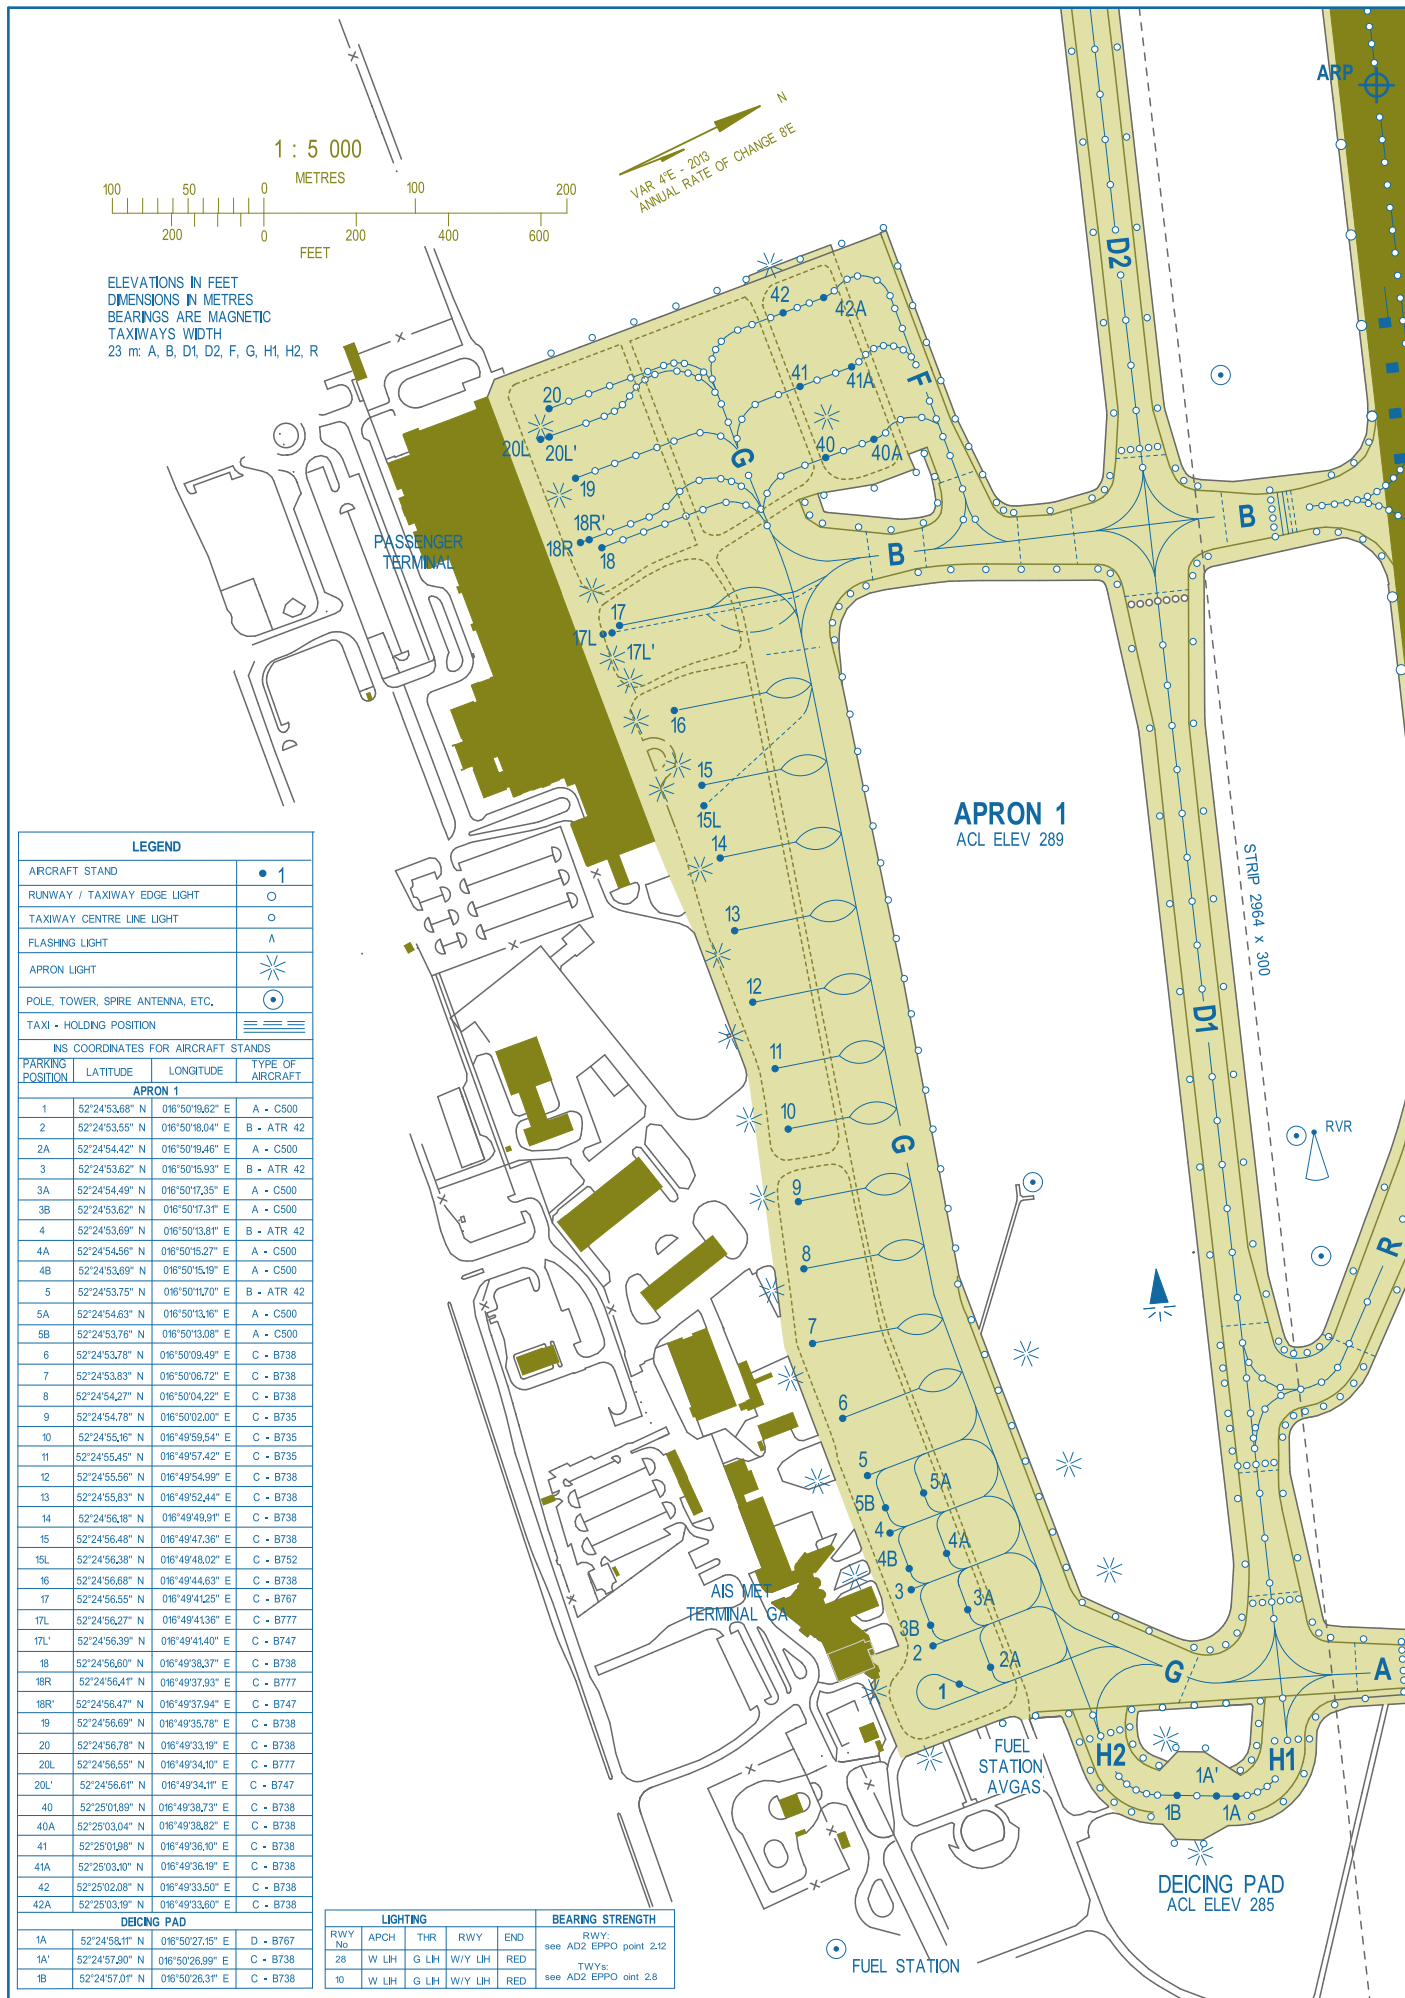 1 : 5 000
METRES
100 50 0 100 200
200 0 200 400 600
FEET
N
VAR 4°E - 2013
ANNUAL RATE OF CHANGE 8'E
ELEVATIONS IN FEET
DIMENSIONS IN METRES
BEARINGS ARE MAGNETIC
TAXIWAYS WIDTH
23 m: A, B, D1, D2, F, G, H1, H2, R
ARP
D2
42
42A
41
41A
F
20
20L
20L'
G
40
40A
19
18R'
18R
18
B
B
PASSENGER
TERMINAL
17
17L
17L'
16
15
15L
14
13
12
11
10
9
8
7
6
5
5A
5B
4
4A
4B
3
3A
3B
2
2A
1
APRON 1
ACL ELEV 289
STRIP 2964 x 300
D1
G
RVR
R
AIS MET
TERMINAL GA
G
A
H2
H1
1A'
1B
1A
FUEL
STATION
AVGAS
DEICING PAD
ACL ELEV 285
FUEL STATION
LEGEND
AIRCRAFT STAND 1
RUNWAY / TAXIWAY EDGE LIGHT
TAXIWAY CENTRE LINE LIGHT
FLASHING LIGHT
APRON LIGHT
POLE, TOWER, SPIRE ANTENNA, ETC.
TAXI - HOLDING POSITION
INS COORDINATES FOR AIRCRAFT STANDS
PARKING POSITION LATITUDE LONGITUDE TYPE OF AIRCRAFT
APRON 1
1 52°24'53.68" N 016°50'19.62" E A - C500
2 52°24'53.55" N 016°50'18.04" E B - ATR 42
2A 52°24'54.42" N 016°50'19.46" E A - C500
3 52°24'53.62" N 016°50'15.93" E B - ATR 42
3A 52°24'54.49" N 016°50'17.35" E A - C500
3B 52°24'53.62" N 016°50'17.31" E A - C500
4 52°24'53.69" N 016°50'13.81" E B - ATR 42
4A 52°24'54.56" N 016°50'15.27" E A - C500
4B 52°24'53.69" N 016°50'15.19" E A - C500
5 52°24'53.75" N 016°50'11.70" E B - ATR 42
5A 52°24'54.63" N 016°50'13.16" E A - C500
5B 52°24'53.76" N 016°50'13.08" E A - C500
6 52°24'53.78" N 016°50'09.49" E C - B738
7 52°24'53.83" N 016°50'06.72" E C - B738
8 52°24'54.27" N 016°50'04.22" E C - B738
9 52°24'54.78" N 016°50'02.00" E C - B735
10 52°24'55.16" N 016°49'59.54" E C - B735
11 52°24'55.45" N 016°49'57.42" E C - B735
12 52°24'55.56" N 016°49'54.99" E C - B738
13 52°24'55.83" N 016°49'52.44" E C - B738
14 52°24'56.18" N 016°49'49.91" E C - B738
15 52°24'56.48" N 016°49'47.36" E C - B738
15L 52°24'56.38" N 016°49'48.02" E C - B752
16 52°24'56.68" N 016°49'44.63" E C - B738
17 52°24'56.55" N 016°49'41.25" E C - B767
17L 52°24'56.27" N 016°49'41.36" E C - B777
17L' 52°24'56.39" N 016°49'41.40" E C - B747
18 52°24'56.60" N 016°49'38.37" E C - B738
18R 52°24'56.41" N 016°49'37.93" E C - B777
18R' 52°24'56.47" N 016°49'37.94" E C - B747
19 52°24'56.69" N 016°49'35.78" E C - B738
20 52°24'56.78" N 016°49'33.19" E C - B738
20L 52°24'56.55" N 016°49'34.10" E C - B777
20L' 52°24'56.61" N 016°49'34.11" E C - B747
40 52°25'01.89" N 016°49'38.73" E C - B738
40A 52°25'03.04" N 016°49'38.82" E C - B738
41 52°25'01.98" N 016°49'36.10" E C - B738
41A 52°25'03.10" N 016°49'36.19" E C - B738
42 52°25'02.08" N 016°49'33.50" E C - B738
42A 52°25'03.19" N 016°49'33.60" E C - B738
DEICING PAD
1A 52°24'58.11" N 016°50'27.15" E D - B767
1A' 52°24'57.90" N 016°50'26.99" E C - B738
1B 52°24'57.01" N 016°50'26.31" E C - B738
LIGHTING
RWY No APCH THR RWY END
28 W LIH G LIH W/Y LIH RED
10 W LIH G LIH W/Y LIH RED
BEARING STRENGTH
RWY:
see AD2 EPPO point 2.12
TWYs:
see AD2 EPPO oint 2.8